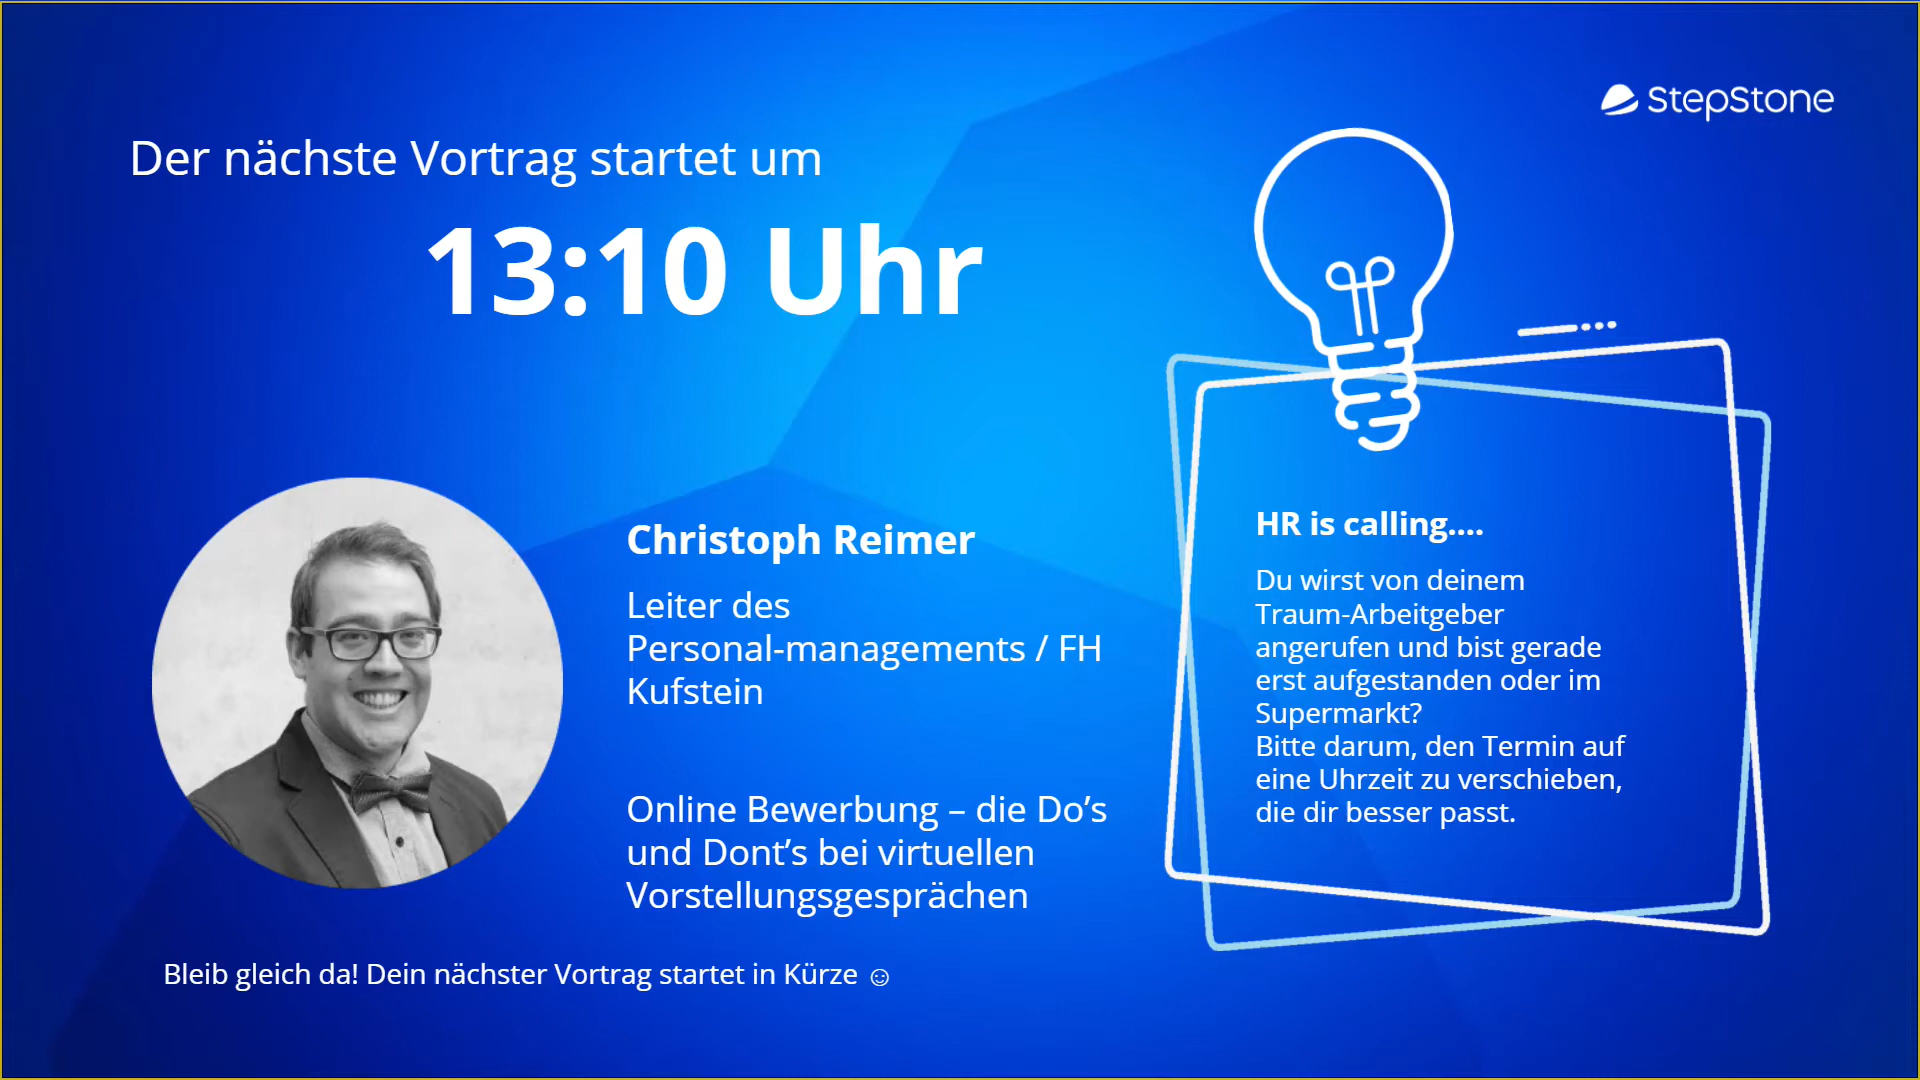 StepStone
Der nächste Vortrag startet um
13:10 Uhr
Christoph Reimer
Leiter des
Personal-managements / FH
Kufstein
Online Bewerbung – die Do’s
und Dont’s bei virtuellen
Vorstellungsgesprächen
HR is calling....
Du wirst von deinem
Traum-Arbeitgeber
angerufen und bist gerade
erst aufgestanden oder im
Supermarkt?
Bitte darum, den Termin auf
eine Uhrzeit zu verschieben,
die dir besser passt.
Bleib gleich da! Dein nächster Vortrag startet in Kürze ☺